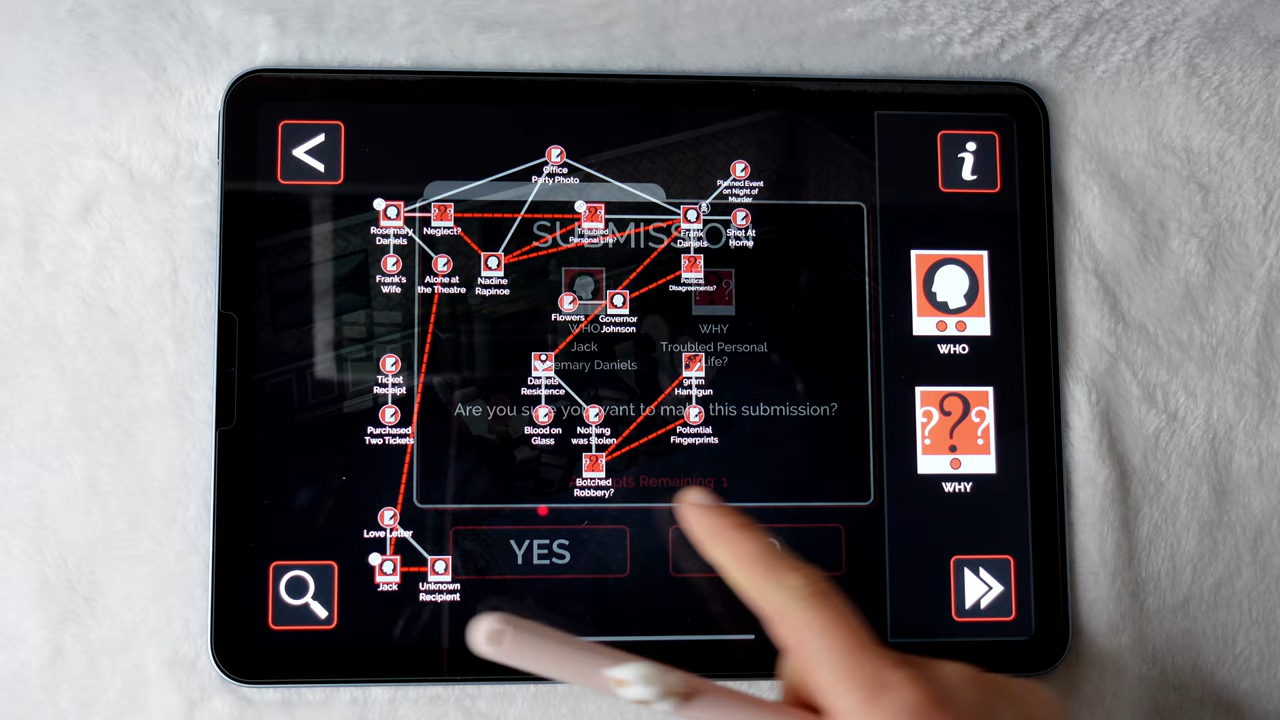 Office
Party Photo
Planned Event
on Night of
Murder
Rosemary
Daniels
Neglect?
Troubled
Personal Life?
Frank
Daniels
Shot At
Home
SUBMISSION
Frank's
Wife
Alone at
the Theatre
Nadine
Rapinoe
Political
Disagreements?
Flowers
Governor
Johnson
WHO
Jack
Rosemary Daniels
WHY
Troubled Personal
Life?
WHO
Ticket
Receipt
Daniels
Residence
9mm
Handgun
Are you sure you want to make this submission?
Purchased
Two Tickets
Blood on
Glass
Nothing
was Stolen
Potential
Fingerprints
Botched
Robbery?
Remaining: 1
WHY
Love Letter
YES
Jack
Unknown
Recipient